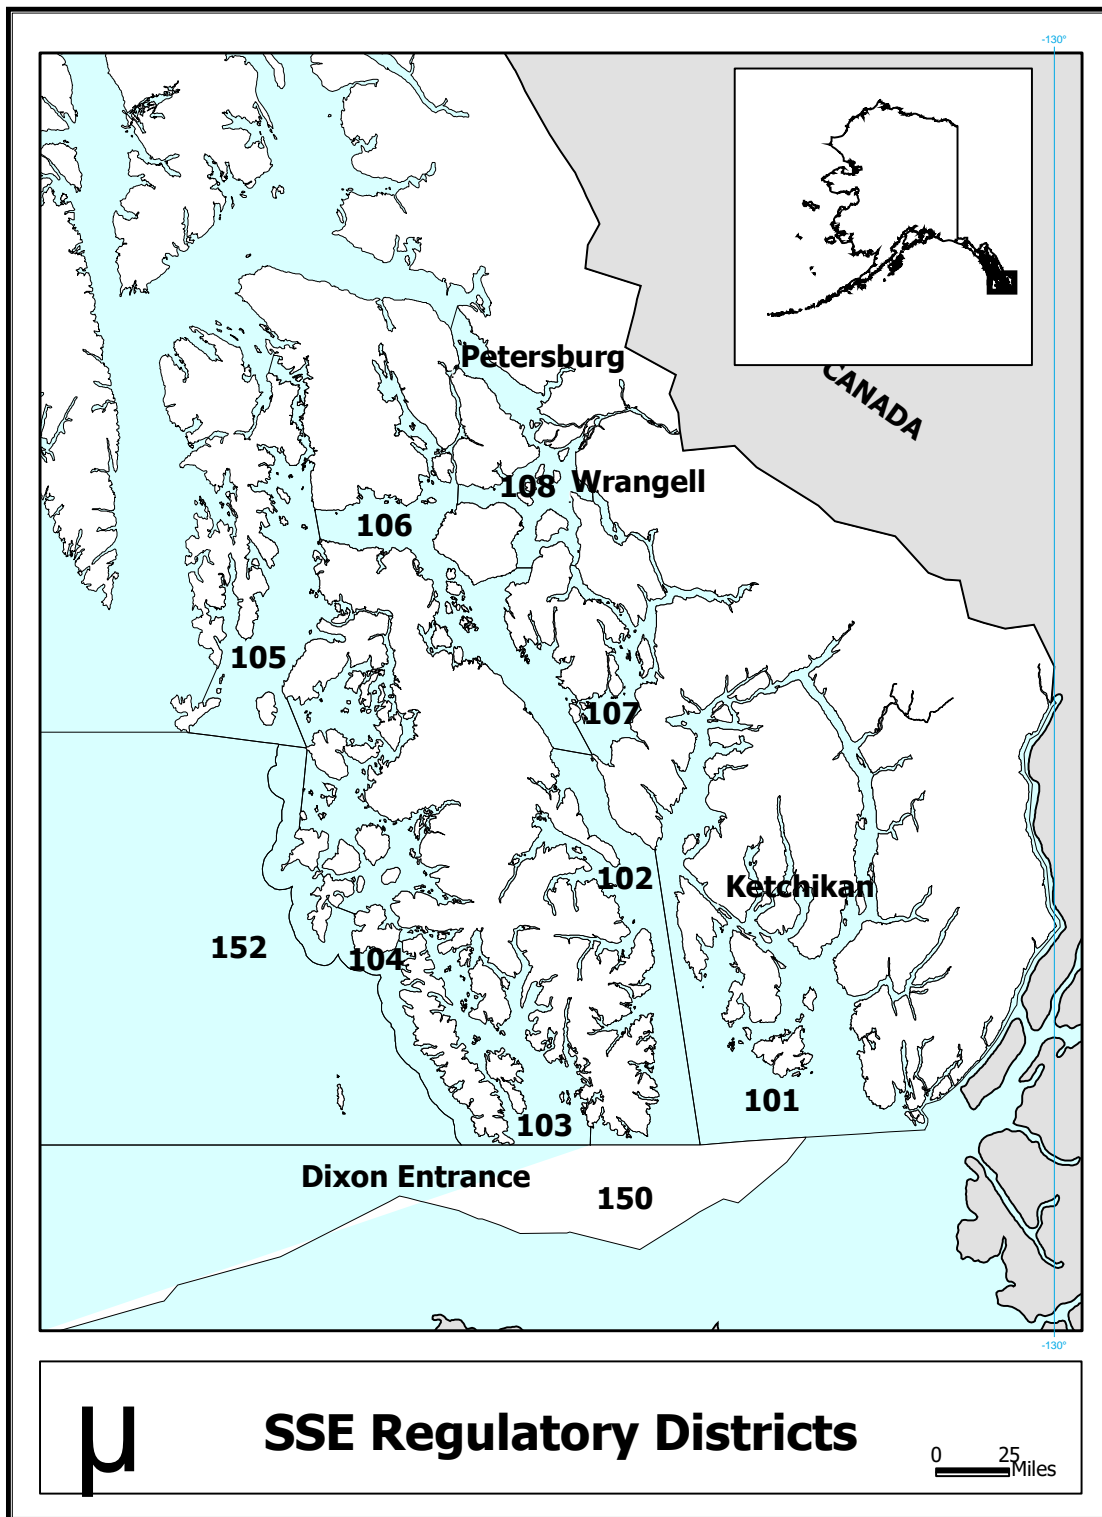 -130°
CANADA
Petersburg
Wrangell
108
106
105
107
102
Ketchikan
152
104
101
103
Dixon Entrance
150
-130°
µ
SSE Regulatory Districts
0 25
Miles